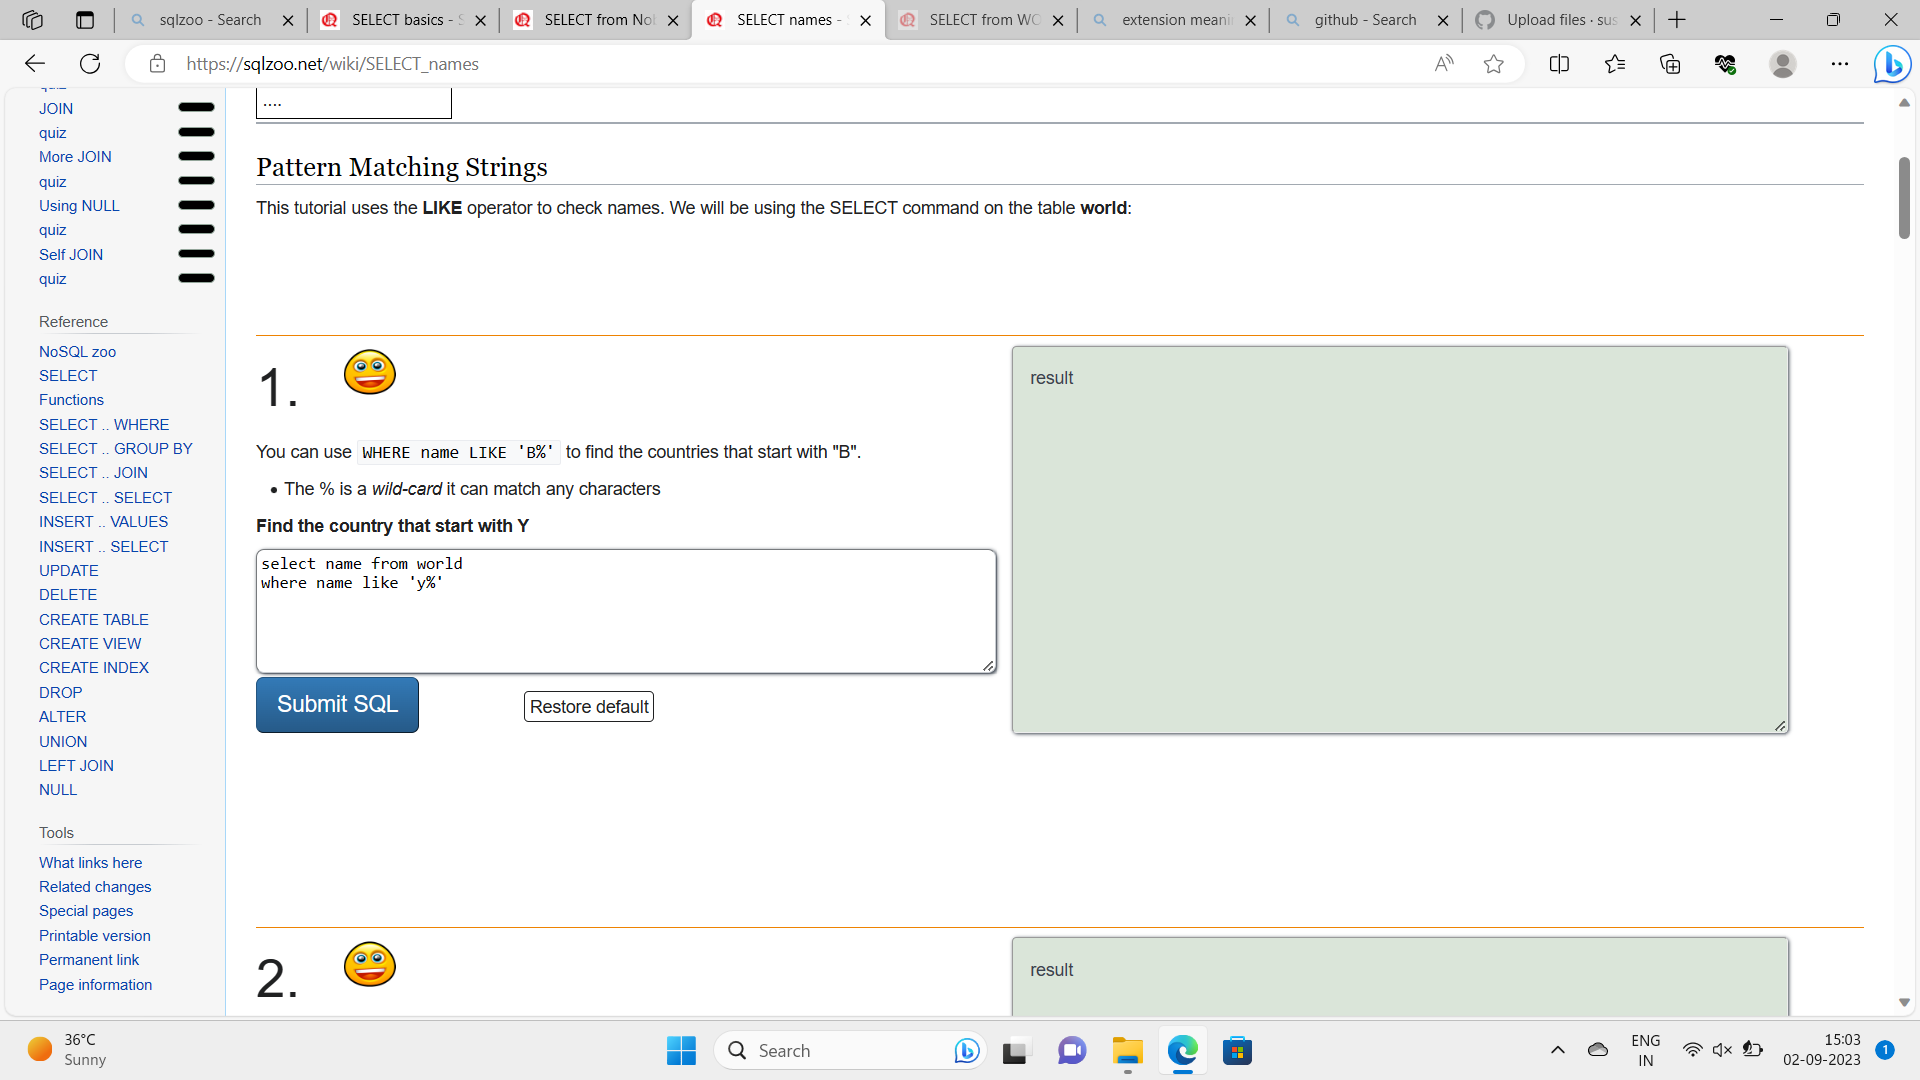 sqlzoo - Search
SELECT basics - S
SELECT from Nob
SELECT names - S
SELECT from WO
extension meani
github - Search
Upload files · sus
https://sqlzoo.net/wiki/SELECT_names
quiz
JOIN
quiz
More JOIN
quiz
Using NULL
quiz
Self JOIN
quiz
Reference
NoSQL zoo
SELECT
Functions
SELECT .. WHERE
SELECT .. GROUP BY
SELECT .. JOIN
SELECT .. SELECT
INSERT .. VALUES
INSERT .. SELECT
UPDATE
DELETE
CREATE TABLE
CREATE VIEW
CREATE INDEX
DROP
ALTER
UNION
LEFT JOIN
NULL
Tools
What links here
Related changes
Special pages
Printable version
Permanent link
Page information
....
Pattern Matching Strings
This tutorial uses the LIKE operator to check names. We will be using the SELECT command on the table world:
1.
You can use WHERE name LIKE 'B%' to find the countries that start with "B".
• The % is a wild-card it can match any characters
Find the country that start with Y
select name from world
where name like 'y%'
Submit SQL
Restore default
result
2.
result
36°C
Sunny
Search
ENG
IN
15:03
02-09-2023
1